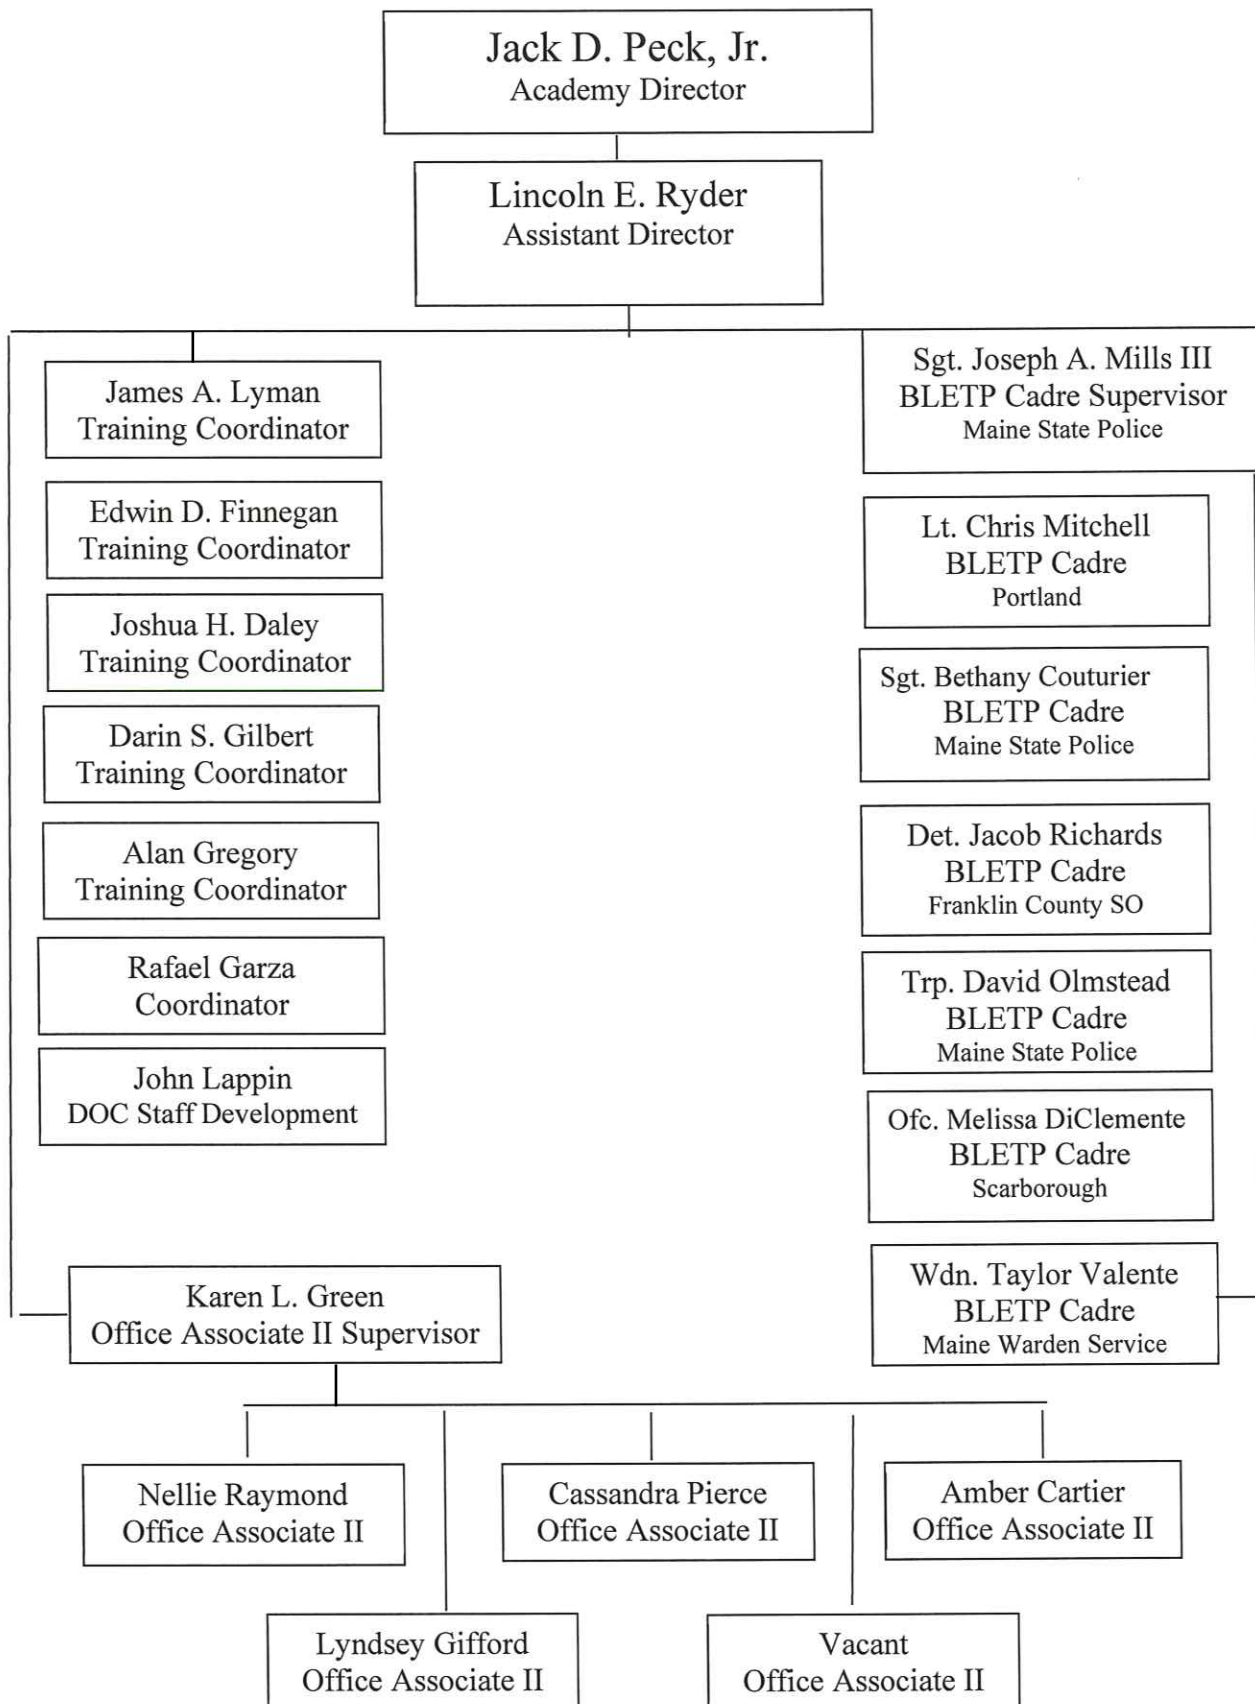 Jack D. Peck, Jr.
Academy Director
Lincoln E. Ryder
Assistant Director
James A. Lyman
Training Coordinator
Edwin D. Finnegan
Training Coordinator
Joshua H. Daley
Training Coordinator
Darin S. Gilbert
Training Coordinator
Alan Gregory
Training Coordinator
Rafael Garza
Coordinator
John Lappin
DOC Staff Development
Sgt. Joseph A. Mills III
BLETP Cadre Supervisor
Maine State Police
Lt. Chris Mitchell
BLETP Cadre
Portland
Sgt. Bethany Couturier
BLETP Cadre
Maine State Police
Det. Jacob Richards
BLETP Cadre
Franklin County SO
Trp. David Olmstead
BLETP Cadre
Maine State Police
Ofc. Melissa DiClemente
BLETP Cadre
Scarborough
Wdn. Taylor Valente
BLETP Cadre
Maine Warden Service
Karen L. Green
Office Associate II Supervisor
Nellie Raymond
Office Associate II
Cassandra Pierce
Office Associate II
Amber Cartier
Office Associate II
Lyndsey Gifford
Office Associate II
Vacant
Office Associate II